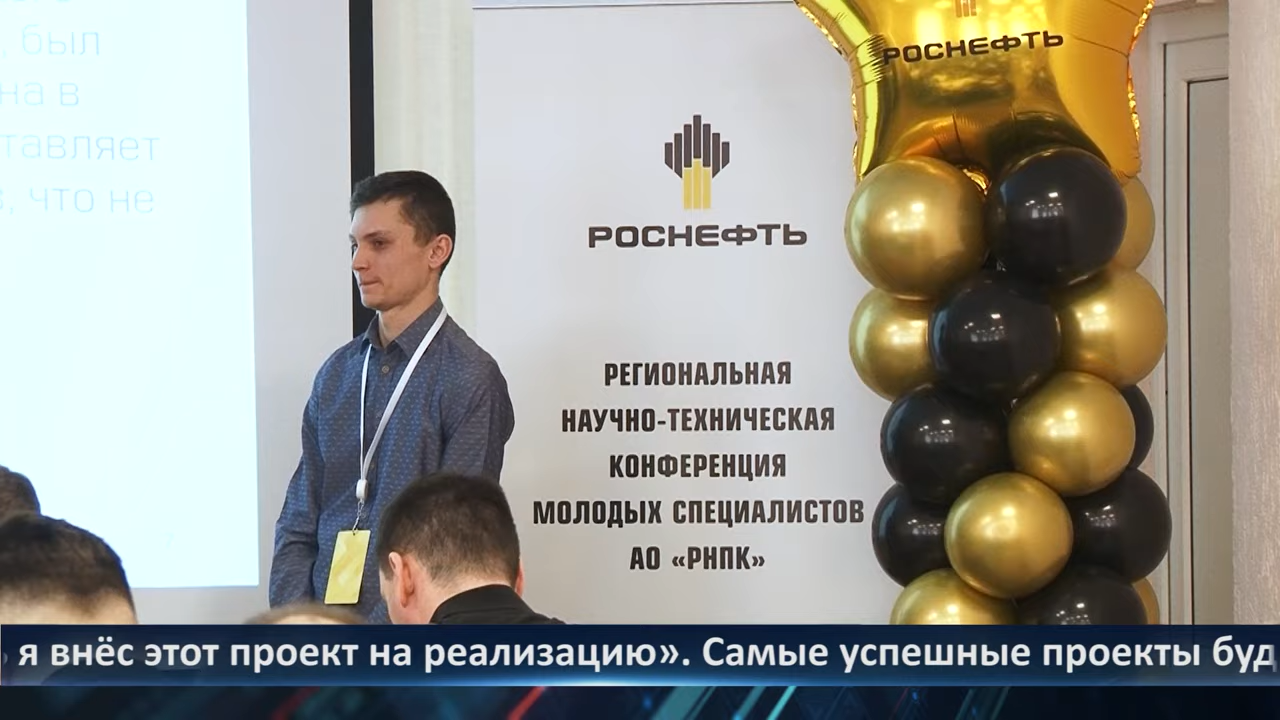 , был
на в
тавляет
, что не
РОСНЕФТЬ
РОСНЕФТЬ
РЕГИОНАЛЬНАЯ
НАУЧНО-ТЕХНИЧЕСКАЯ
КОНФЕРЕНЦИЯ
МОЛОДЫХ СПЕЦИАЛИСТОВ
АО «РНПК»
я внёс этот проект на реализацию». Самые успешные проекты буд